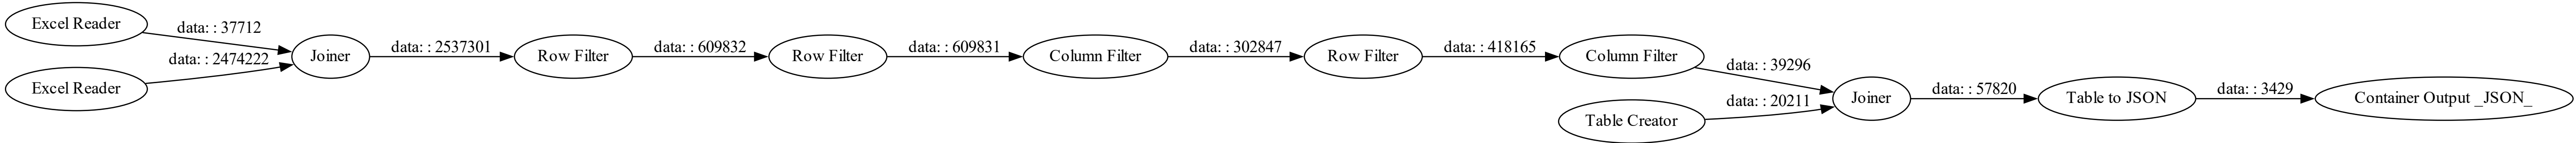 Excel Reader
data: : 37712
Excel Reader
data: : 2474222
Joiner
data: : 2537301
Row Filter
data: : 609832
Row Filter
data: : 609831
Column Filter
data: : 302847
Row Filter
data: : 418165
Column Filter
data: : 39296
Table Creator
data: : 20211
Joiner
data: : 57820
Table to JSON
data: : 3429
Container Output _JSON_